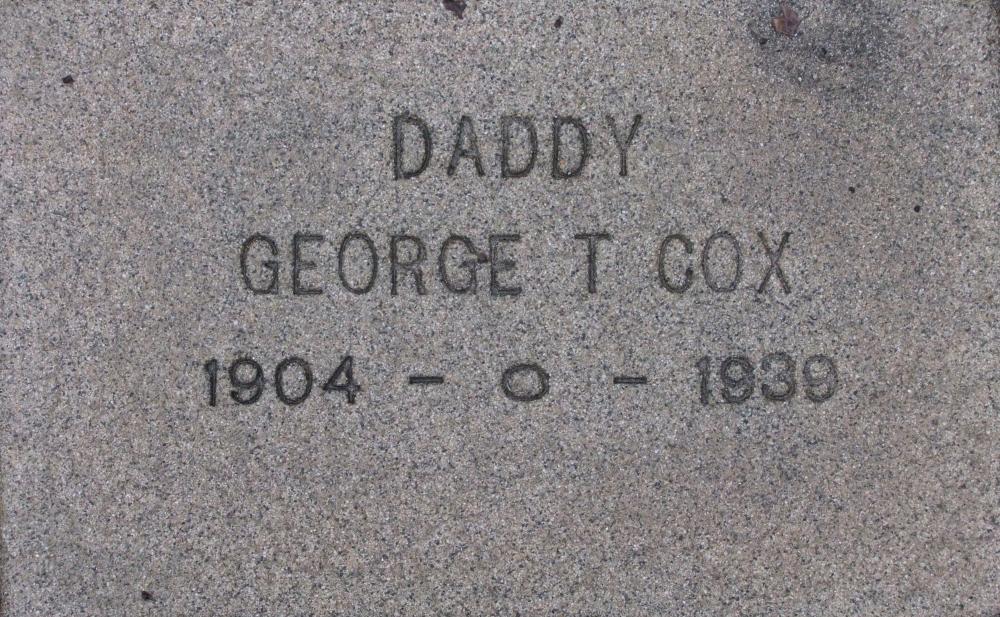 DADDY
GEORGE T COX
1904 - O - 1939